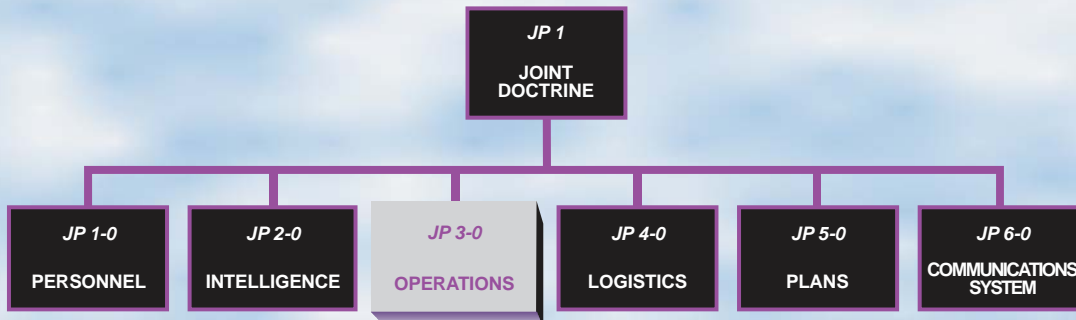 JP 1
JOINT
DOCTRINE
JP 1-0
PERSONNEL
JP 2-0
INTELLIGENCE
JP 3-0
OPERATIONS
JP 4-0
LOGISTICS
JP 5-0
PLANS
JP 6-0
COMMUNICATIONS
SYSTEM